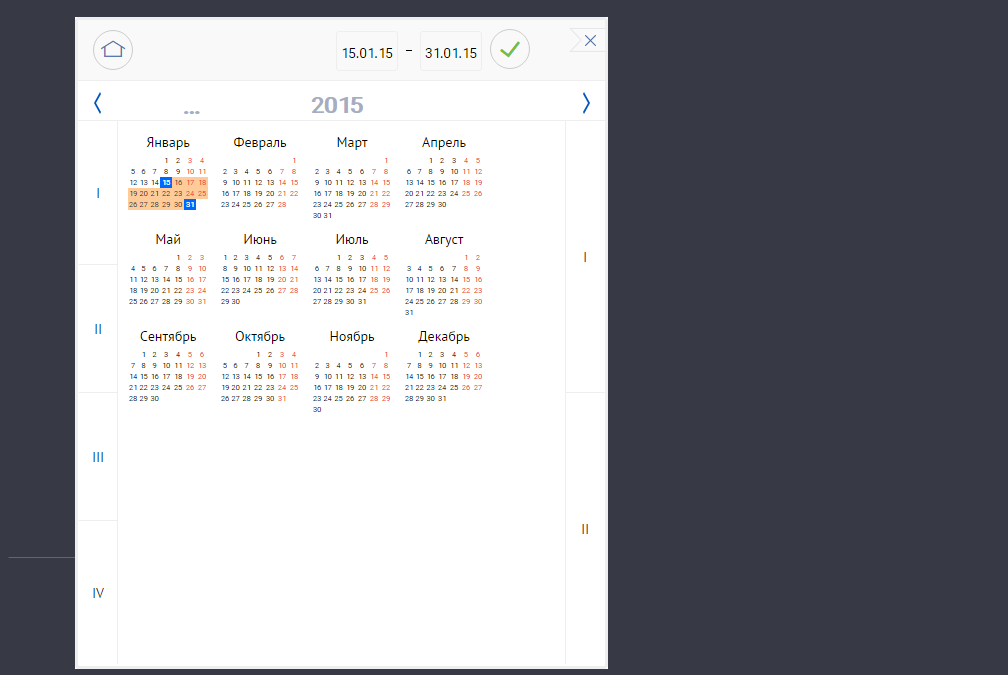 15.01.15 – 31.01.15
... 2015
Январь Февраль Март Апрель
1 2 3 4 1 1 1 2 3 4 5
5 6 7 8 9 10 11 2 3 4 5 6 7 8 2 3 4 5 6 7 8 6 7 8 9 10 11 12
12 13 14 15 16 17 18 9 10 11 12 13 14 15 9 10 11 12 13 14 15 13 14 15 16 17 18 19
19 20 21 22 23 24 25 16 17 18 19 20 21 22 16 17 18 19 20 21 22 20 21 22 23 24 25 26
26 27 28 29 30 31 23 24 25 26 27 28 23 24 25 26 27 28 29 27 28 29 30
30 31
I
Май Июнь Июль Август
1 2 3 1 2 3 4 5 6 7 1 2 3 4 5 1 2
4 5 6 7 8 9 10 8 9 10 11 12 13 14 6 7 8 9 10 11 12 3 4 5 6 7 8 9
11 12 13 14 15 16 17 15 16 17 18 19 20 21 13 14 15 16 17 18 19 10 11 12 13 14 15 16
18 19 20 21 22 23 24 22 23 24 25 26 27 28 20 21 22 23 24 25 26 17 18 19 20 21 22 23
25 26 27 28 29 30 31 29 30 27 28 29 30 31 24 25 26 27 28 29 30
31
I
II
Сентябрь Октябрь Ноябрь Декабрь
1 2 3 4 5 6 1 2 3 4 1 1 2 3 4 5 6
7 8 9 10 11 12 13 5 6 7 8 9 10 11 2 3 4 5 6 7 8 7 8 9 10 11 12 13
14 15 16 17 18 19 20 12 13 14 15 16 17 18 9 10 11 12 13 14 15 14 15 16 17 18 19 20
21 22 23 24 25 26 27 19 20 21 22 23 24 25 16 17 18 19 20 21 22 21 22 23 24 25 26 27
28 29 30 26 27 28 29 30 31 23 24 25 26 27 28 29 28 29 30 31
30
III
II
IV